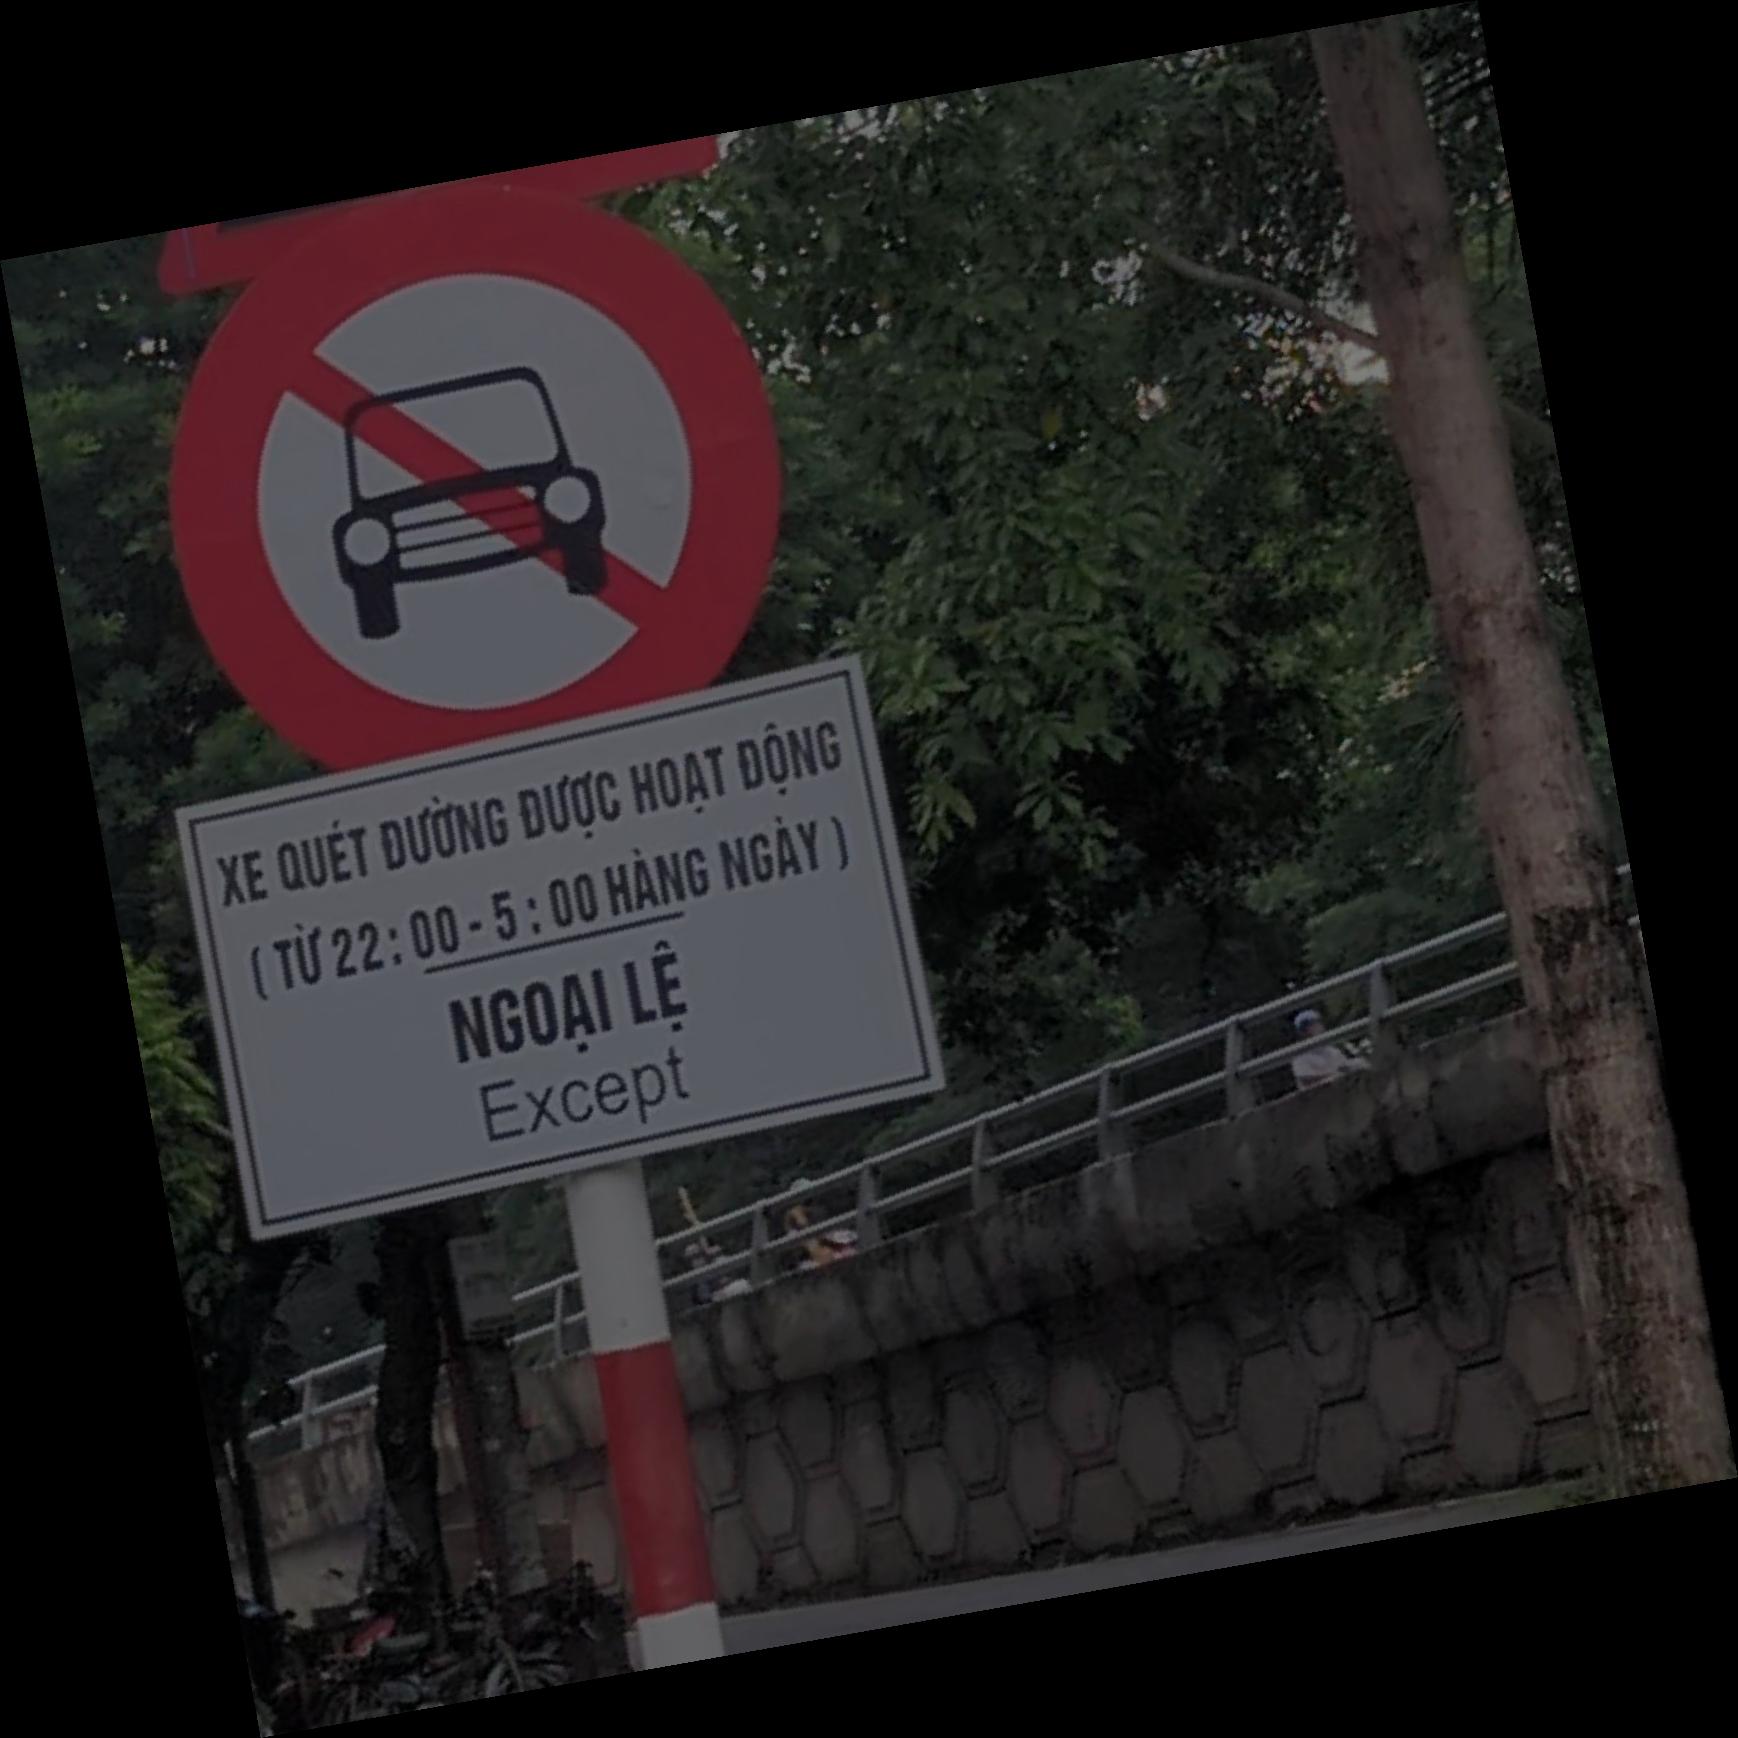 XE QUÉT ĐƯỜNG ĐƯỢC HOẠT ĐỘNG
( TỪ 22 : 00 - 5 : 00 HÀNG NGÀY )
NGOẠI LỆ
Except